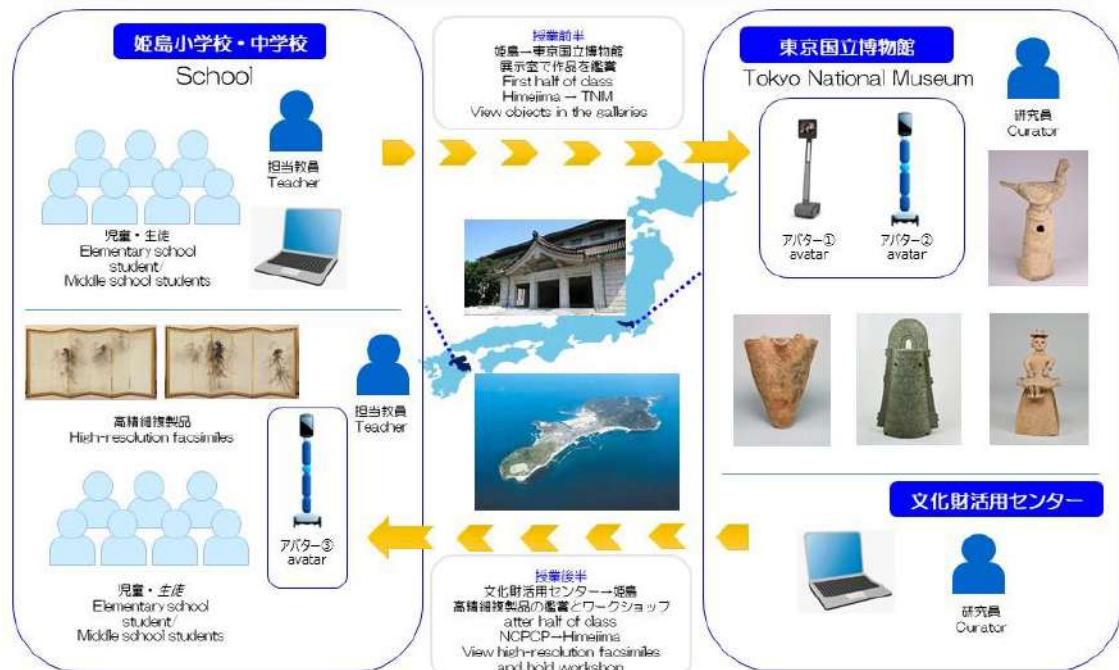 姫島小学校・中学校
School
担当教員
Teacher
児童・生徒
Elementary school
student/
Middle school students
高精細複製品
High-resolution facsimiles
担当教員
Teacher
アバター③
avatar
児童・生徒
Elementary school
student/
Middle school students
授業前半
姫島→東京国立博物館
展示室で作品を鑑賞
First half of class
Himejima → TNM
View objects in the galleries
授業後半
文化財活用センター→姫島
高精細複製品の鑑賞とワークショップ
atter half of class
NCPCP→Himejima
View high-resolution facsimiles
and hold workshop
東京国立博物館
Tokyo National Museum
研究員
Curator
アバター①
avatar
アバター②
avatar
文化財活用センター
研究員
Curator